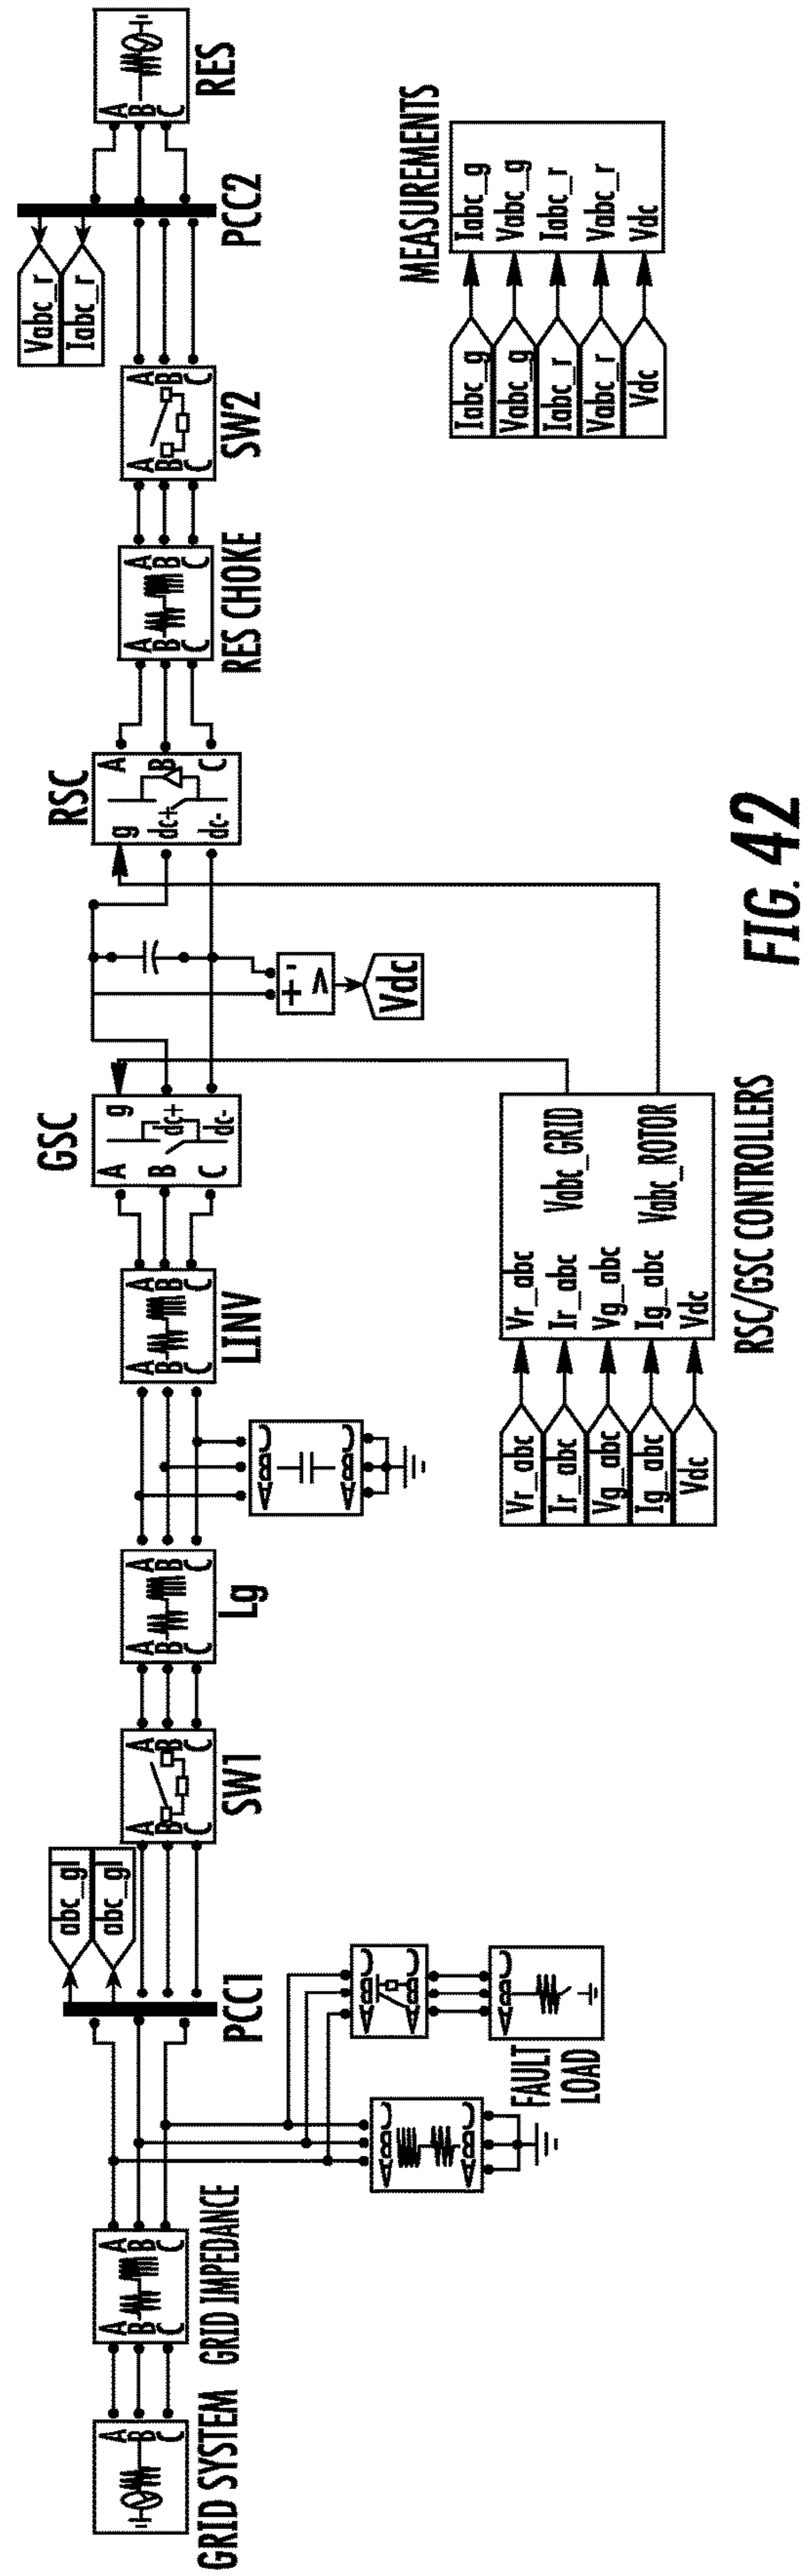 GRID SYSTEM
A
B
C
GRID IMPEDANCE
A
B
C
A
B
C
PCC1
abc_gl
abc_gl
A
B
C
A
B
C
A
B
C
A
B
C
FAULT
LOAD
A
B
C
SW1
A
B
C
A
B
C
Lg
A
B
C
A
B
C
A
B
C
A
B
C
LINV
A
B
C
A
B
C
GSC
A
B
C
g
dc+
dc-
+
-
V
Vdc
RSC
g
dc+
dc-
A
B
C
RES CHOKE
A
B
C
A
B
C
SW2
A
B
C
A
B
C
PCC2
Vabc_r
Iabc_r
RES
A
B
C
Vr_abc
Ir_abc
Vg_abc
Ig_abc
Vdc
Vr_abc
Ir_abc
Vg_abc
Ig_abc
Vdc
Vabc_GRID
Vabc_ROTOR
RSC/GSC CONTROLLERS
MEASUREMENTS
Iabc_g
Vabc_g
Iabc_r
Vabc_r
Vdc
Iabc_g
Vabc_g
Iabc_r
Vabc_r
Vdc
FIG. 42